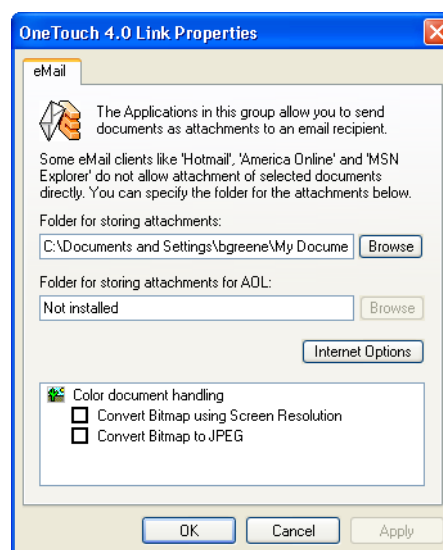 OneTouch 4.0 Link Properties
eMail
The Applications in this group allow you to send
documents as attachments to an email recipient.
Some eMail clients like 'Hotmail', 'America Online' and 'MSN
Explorer' do not allow attachment of selected documents
directly. You can specify the folder for the attachments below.
Folder for storing attachments:
C:\Documents and Settings\bgreene\My Docume Browse
Folder for storing attachments for AOL:
Not installed Browse
Internet Options
Color document handling
Convert Bitmap using Screen Resolution
Convert Bitmap to JPEG
OK Cancel Apply